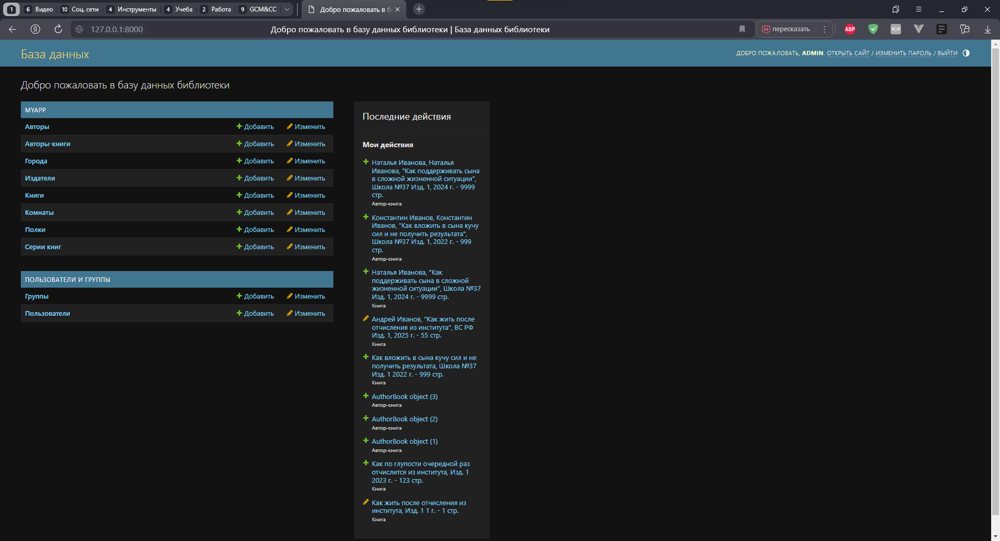 1
6 Видео
10 Соц. сети
4 Инструменты
4 Учеба
2 Работа
9 GCM&CC
Добро пожаловать в б
Я
127.0.0.1:8000
Добро пожаловать в базу данных библиотеки | База данных библиотеки
пересказать
ABP
База данных
ДОБРО ПОЖАЛОВАТЬ, ADMIN. ОТКРЫТЬ САЙТ / ИЗМЕНИТЬ ПАРОЛЬ / ВЫЙТИ
Добро пожаловать в базу данных библиотеки
MYAPP
Авторы Добавить Изменить
Авторы-книги Добавить Изменить
Города Добавить Изменить
Издатели Добавить Изменить
Книги Добавить Изменить
Комнаты Добавить Изменить
Полки Добавить Изменить
Серии книг Добавить Изменить
ПОЛЬЗОВАТЕЛИ И ГРУППЫ
Группы Добавить Изменить
Пользователи Добавить Изменить
Последние действия
Мои действия
Наталья Иванова, Наталья
Иванова, "Как поддерживать сына
в сложной жизненной ситуации",
Школа №37 Изд. 1, 2024 г. - 9999
стр.
Автор-книга
Константин Иванов, Константин
Иванов, "Как вложить в сына кучу
сил и не получить результата",
Школа №37 Изд. 1, 2022 г. - 999
стр.
Автор-книга
Наталья Иванова, "Как
поддерживать сына в сложной
жизненной ситуации", Школа №37
Изд. 1, 2024 г. - 9999 стр.
Книга
Андрей Иванов, "Как жить после
отчисления из института", ВС РФ
Изд. 1, 2025 г. - 55 стр.
Книга
Как вложить в сына кучу сил и не
получить результата, Школа №37
Изд. 1 2022 г. - 999 стр.
Книга
AuthorBook object (3)
Автор-книга
AuthorBook object (2)
Автор-книга
AuthorBook object (1)
Автор-книга
Как по глупости очередной раз
отчислится из института, Изд. 1
2023 г. - 123 стр.
Книга
Как жить после отчисления из
института, Изд. 1 1 г. - 1 стр.
Книга